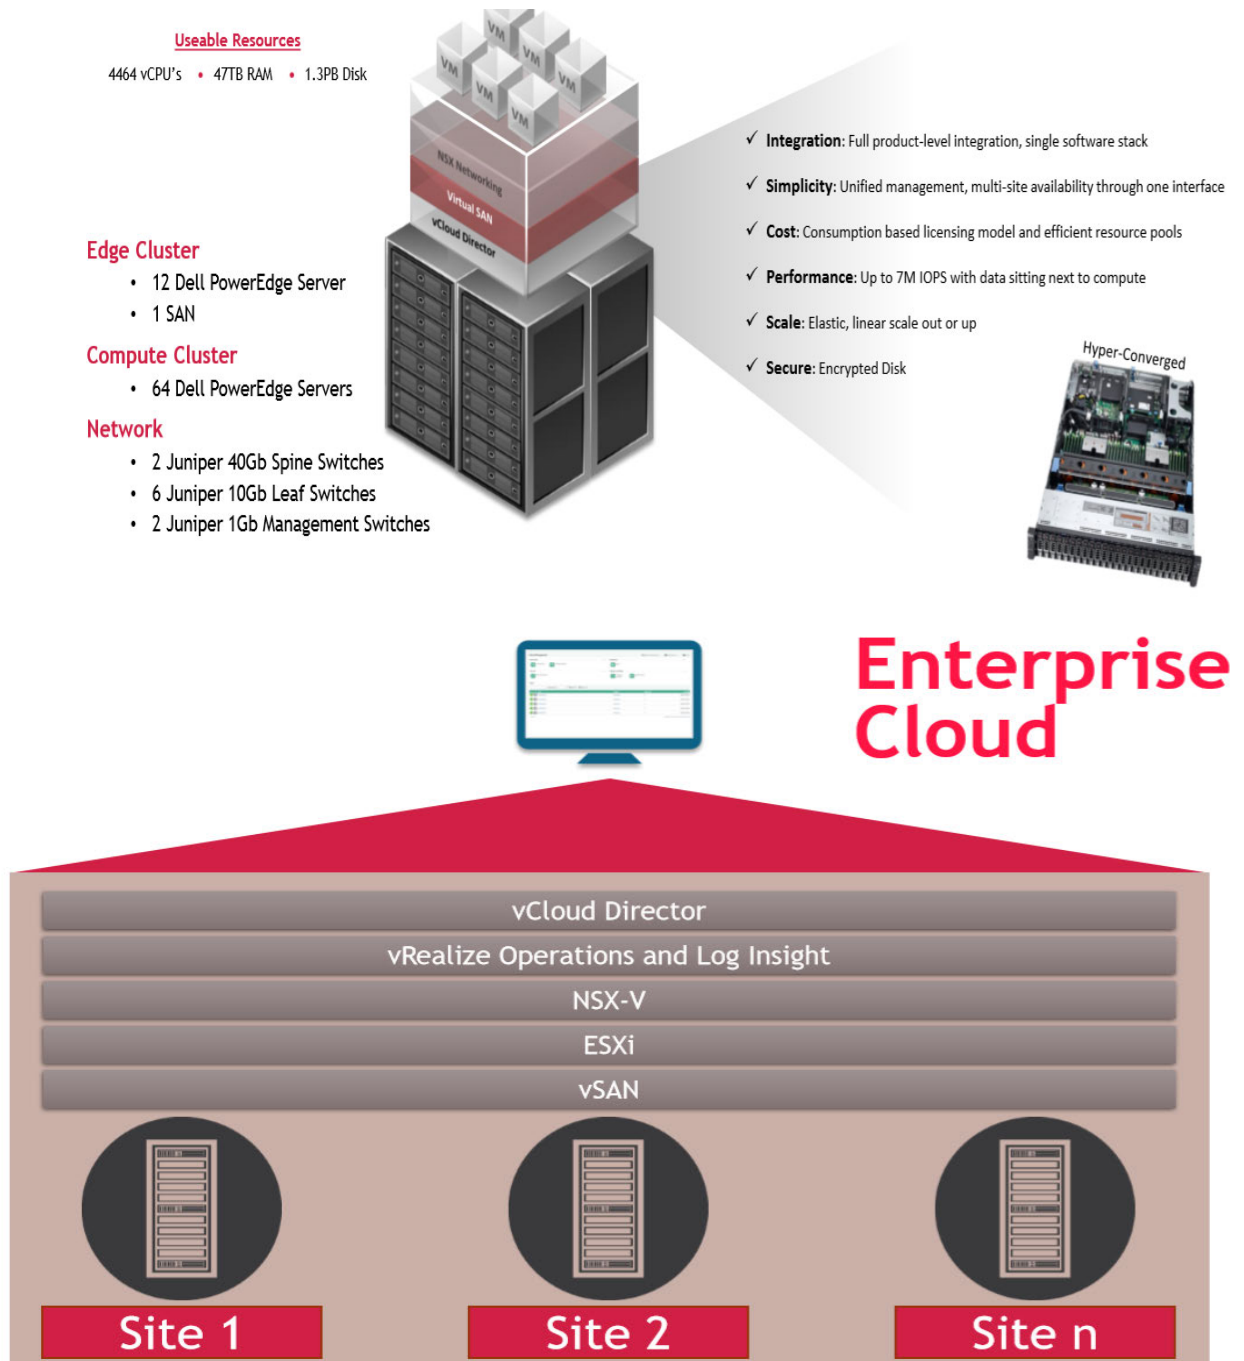 Useable Resources
4464 vCPU's • 47TB RAM • 1.3PB Disk
VM
VM
VM
VM
VM
VM
NSX Networking
Virtual SAN
vCloud Director
Edge Cluster
• 12 Dell PowerEdge Server
• 1 SAN
Compute Cluster
• 64 Dell PowerEdge Servers
Network
• 2 Juniper 40Gb Spine Switches
• 6 Juniper 10Gb Leaf Switches
• 2 Juniper 1Gb Management Switches
✓ Integration: Full product-level integration, single software stack
✓ Simplicity: Unified management, multi-site availability through one interface
✓ Cost: Consumption based licensing model and efficient resource pools
✓ Performance: Up to 7M IOPS with data sitting next to compute
✓ Scale: Elastic, linear scale out or up
✓ Secure: Encrypted Disk
Hyper-Converged
Enterprise
Cloud
vCloud Director
vRealize Operations and Log Insight
NSX-V
ESXi
vSAN
Site 1
Site 2
Site n